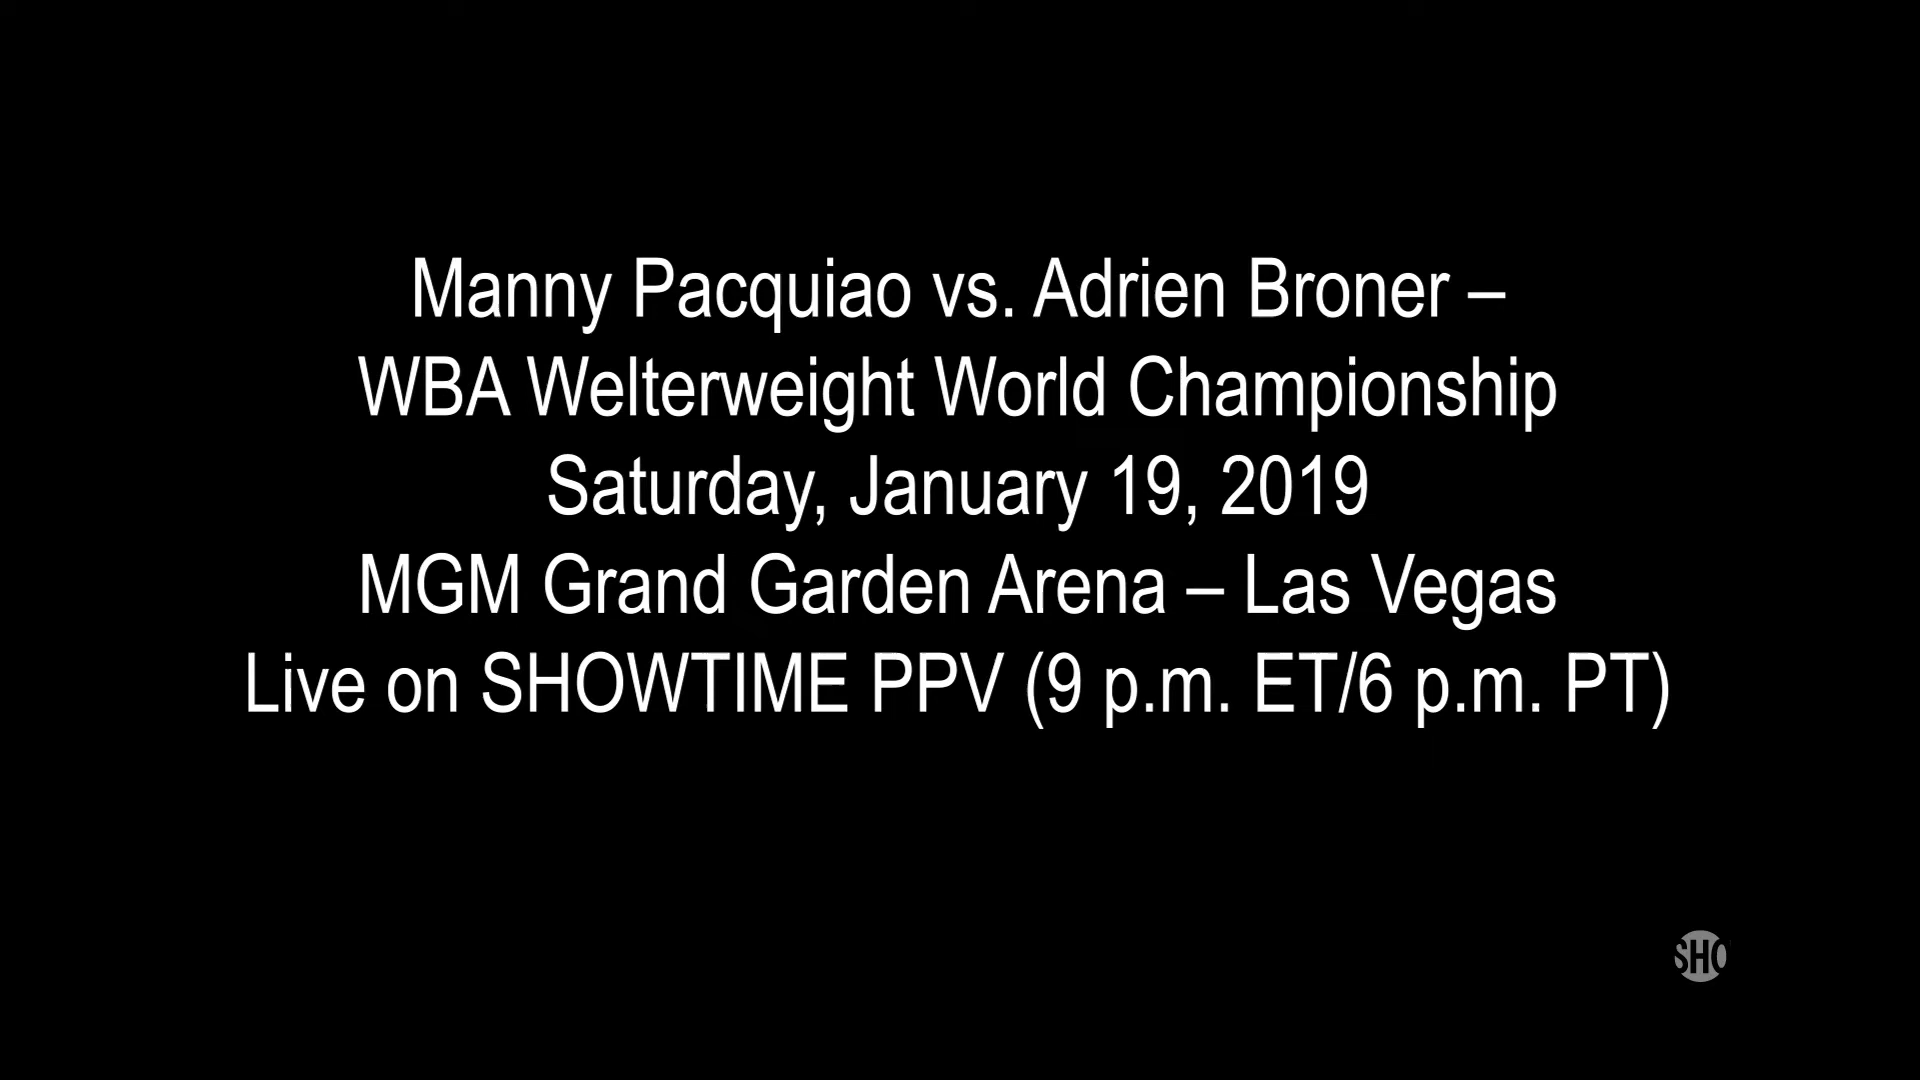 Manny Pacquiao vs. Adrien Broner –
WBA Welterweight World Championship
Saturday, January 19, 2019
MGM Grand Garden Arena – Las Vegas
Live on SHOWTIME PPV (9 p.m. ET/6 p.m. PT)
SHO